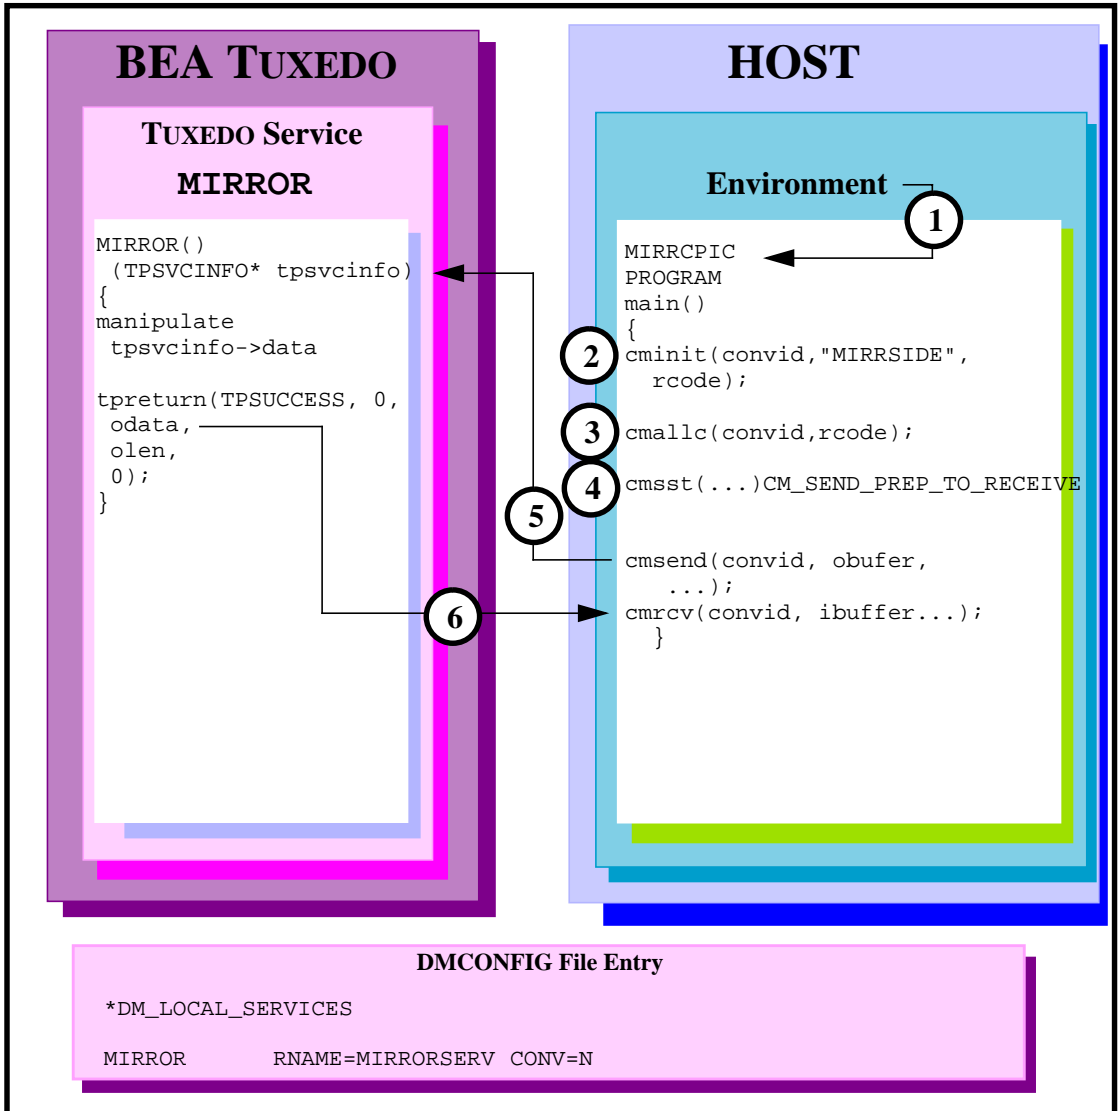 BEA TUXEDO
TUXEDO Service
MIRROR
MIRROR()
(TPSVCINFO* tpsvcinfo)
{
manipulate
tpsvcinfo->data
tpreturn(TPSUCCESS, 0,
odata,
olen,
0);
}
HOST
Environment
1
MIRRCPIC
PROGRAM
main()
{
2
cminit(convid,"MIRRSIDE",
rcode);
3
cmallc(convid,rcode);
4
cmsst(...)CM_SEND_PREP_TO_RECEIVE
5
cmsend(convid, obufer,
...);
6
cmrcv(convid, ibuffer...);
}
DMCONFIG File Entry
*DM_LOCAL_SERVICES
MIRROR RNAME=MIRRORSERV CONV=N